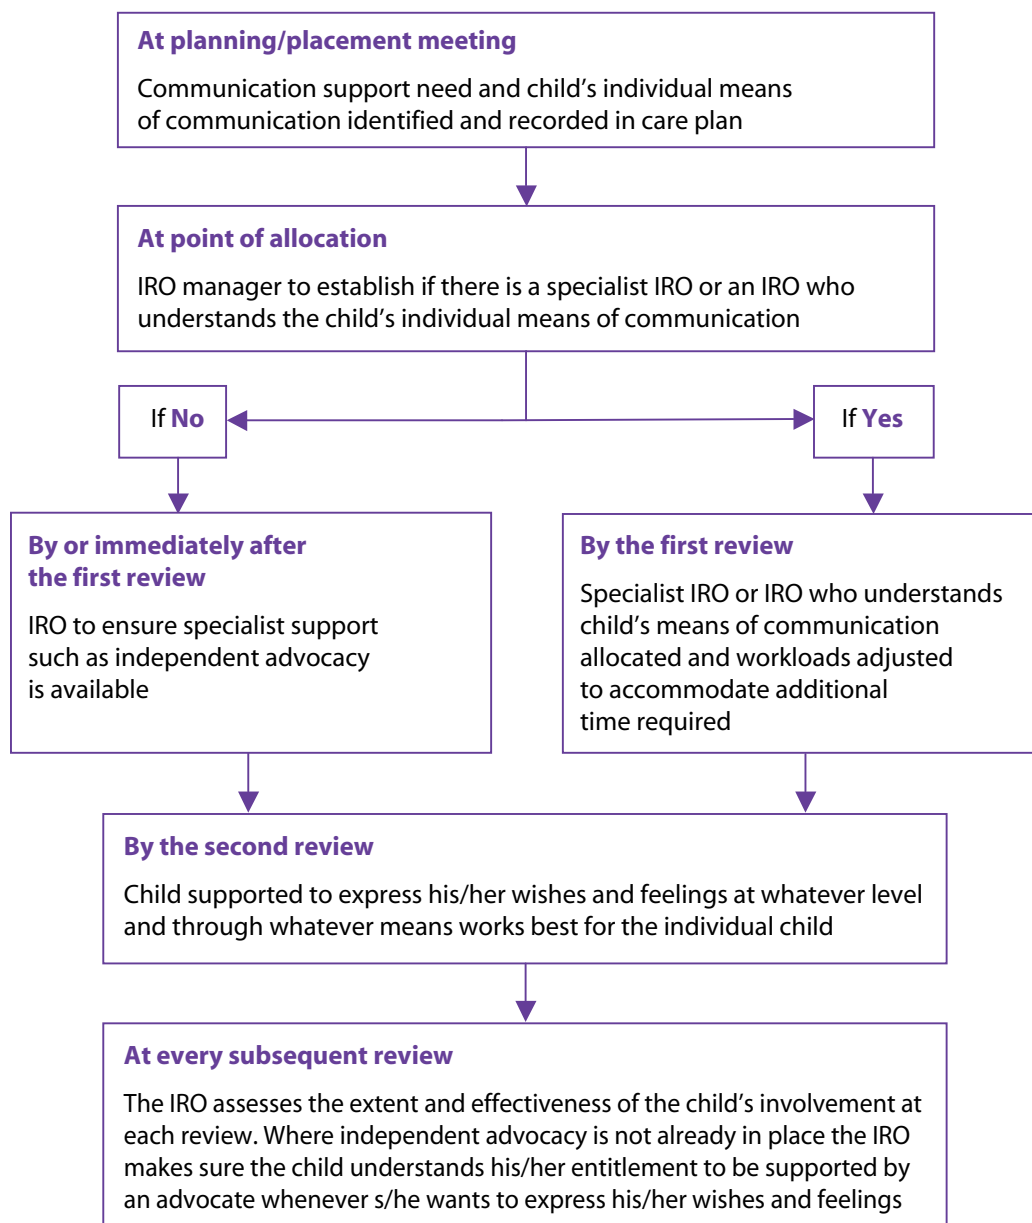 At planning/placement meeting
Communication support need and child’s individual means
of communication identified and recorded in care plan
At point of allocation
IRO manager to establish if there is a specialist IRO or an IRO who
understands the child’s individual means of communication
If No
If Yes
By or immediately after
the first review
IRO to ensure specialist support
such as independent advocacy
is available
By the first review
Specialist IRO or IRO who understands
child’s means of communication
allocated and workloads adjusted
to accommodate additional
time required
By the second review
Child supported to express his/her wishes and feelings at whatever level
and through whatever means works best for the individual child
At every subsequent review
The IRO assesses the extent and effectiveness of the child’s involvement at
each review. Where independent advocacy is not already in place the IRO
makes sure the child understands his/her entitlement to be supported by
an advocate whenever s/he wants to express his/her wishes and feelings